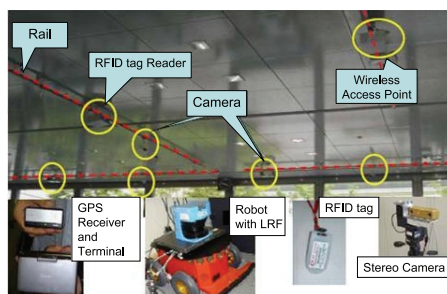 Rail
RFID tag Reader
Camera
Wireless
Access Point
GPS
Receiver
and
Terminal
Robot
with LRF
RFID tag
Stereo Camera